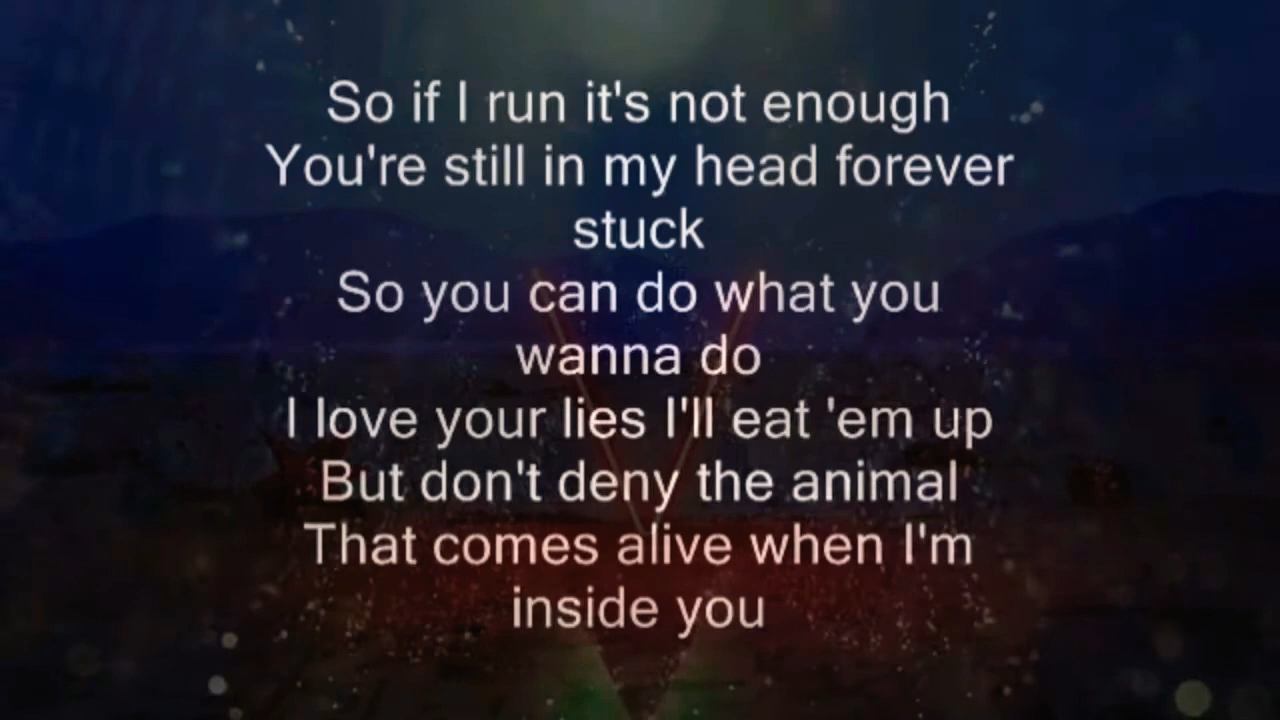 So if I run it's not enough
You're still in my head forever
stuck
So you can do what you
wanna do
I love your lies I'll eat 'em up
But don't deny the animal
That comes alive when I'm
inside you